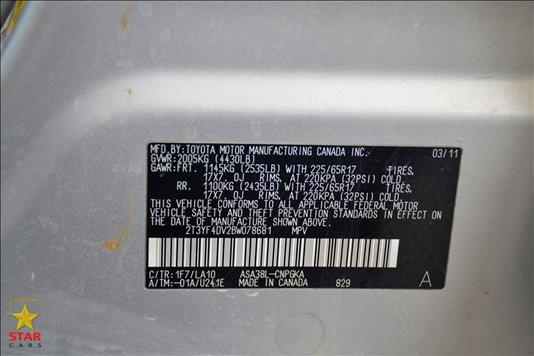 MFD.BY:TOYOTA MOTOR MANUFACTURING CANADA INC. 03/11
GVWR:2005KG (4430LB)
GAWR:FRT. 1145KG (2535LB)WITH 225/65R17 TIRES,
17X7. 0J RIMS, AT 220KPA (32PSI) COLD.
RR. 1100KG (2435LB)WITH 225/65R17 TIRES,
17X7. 0J RIMS, AT 220KPA (32PSI) COLD.
THIS VEHICLE CONFORMS TO ALL APPLICABLE FEDERAL MOTOR
VEHICLE SAFETY AND THEFT PREVENTION STANDARDS IN EFFECT ON
THE DATE OF MANUFACTURE SHOWN ABOVE.
2T3YF4DV2BW078681 MPV
C/TR:1F7/LA10 ASA38L-CNPGKA
A/TM:-01A/U241E MADE IN CANADA 829 A
STAR
CARS